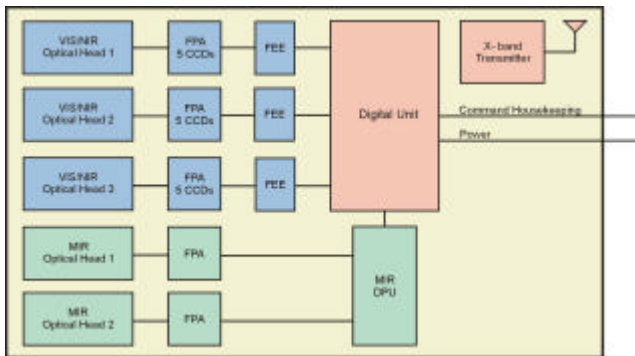 VIS/NIR
Optical Head 1
FPA
5 CCDs
FEE
Digital Unit
X- band
Transmitter
VIS/NIR
Optical Head 2
FPA
5 CCDs
FEE
Command Housekeeping
Power
VIS/NIR
Optical Head 3
FPA
5 CCDs
FEE
MIR
Optical Head 1
FPA
MIR
DPU
MIR
Optical Head 2
FPA